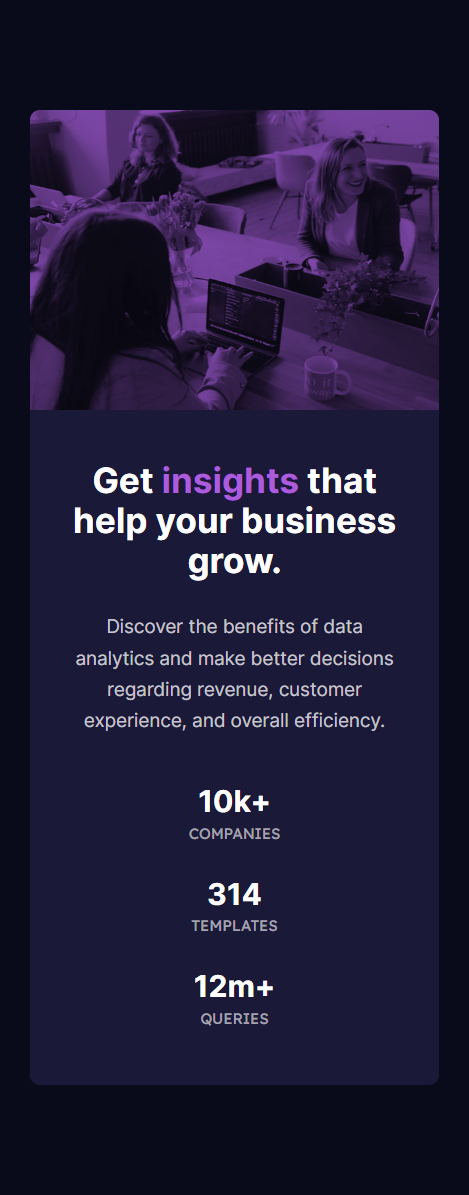 Get insights that
help your business
grow.
Discover the benefits of data
analytics and make better decisions
regarding revenue, customer
experience, and overall efficiency.
10k+
COMPANIES
314
TEMPLATES
12m+
QUERIES